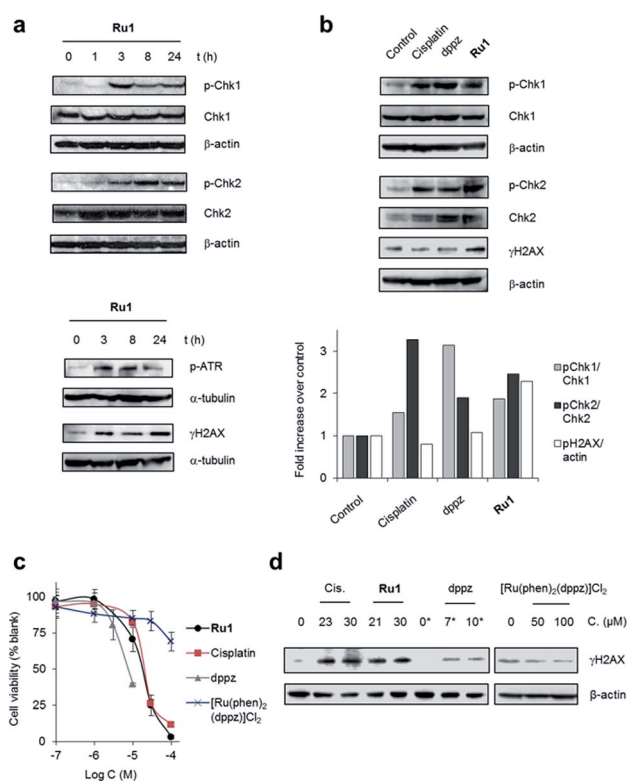 a
Ru1
0 1 3 8 24 t (h)
p-Chk1
Chk1
β-actin
p-Chk2
Chk2
β-actin
Ru1
0 3 8 24 t (h)
p-ATR
α-tubulin
γH2AX
α-tubulin
b
Control Cisplatin dppz Ru1
p-Chk1
Chk1
β-actin
p-Chk2
Chk2
γH2AX
β-actin
Fold increase over control
3
2
1
0
Control Cisplatin dppz Ru1
pChk1/
Chk1
pChk2/
Chk2
pH2AX/
actin
c
Cell viability (% blank)
100
75
50
25
0
-7 -6 -5 -4
Log C (M)
Ru1
Cisplatin
dppz
[Ru(phen)2
(dppz)]Cl2
d
Cis. Ru1 dppz [Ru(phen)2(dppz)]Cl2
0 23 30 21 30 0* 7* 10* 0 50 100 C. (µM)
γH2AX
β-actin